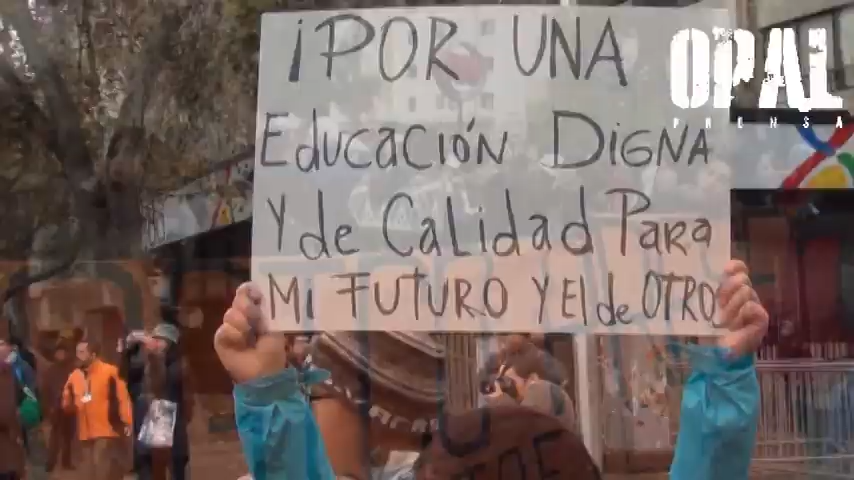 ¡POR UNA
Educación DIGNA
Y de CaLidad Para
MI FUTURO Y El de OTROS
OPAL
PRENSA